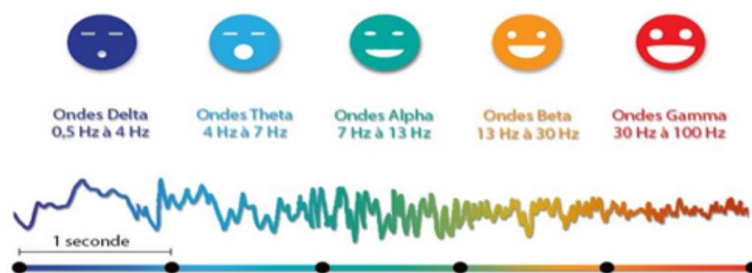 Ondes Delta
0,5 Hz à 4 Hz
Ondes Theta
4 Hz à 7 Hz
Ondes Alpha
7 Hz à 13 Hz
Ondes Beta
13 Hz à 30 Hz
Ondes Gamma
30 Hz à 100 Hz
1 seconde